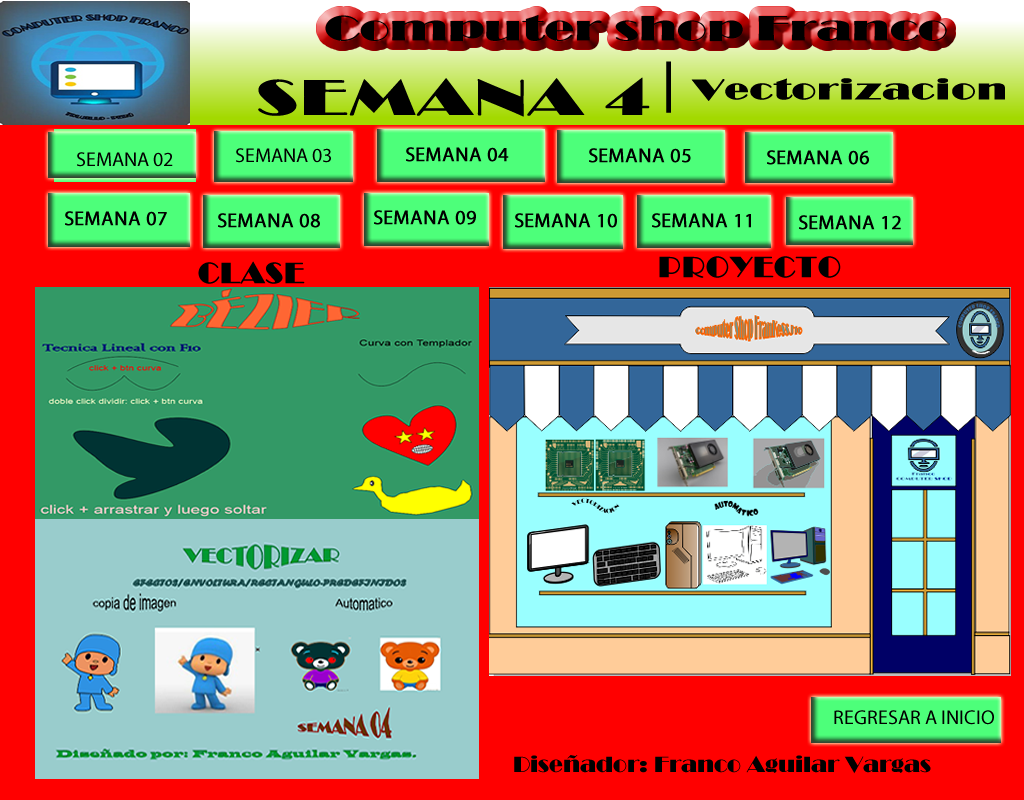 COMPUTER SHOP FRANCO
TRUJILLO - PERÚ
Computer shop Franco
SEMANA 4 | Vectorizacion
SEMANA 02
SEMANA 03
SEMANA 04
SEMANA 05
SEMANA 06
SEMANA 07
SEMANA 08
SEMANA 09
SEMANA 10
SEMANA 11
SEMANA 12
CLASE
BÉZIER
Tecnica Lineal con F10
click + btn curva
Curva con Templador
doble click dividir: click + btn curva
click + arrastrar y luego soltar
VECTORIZAR
EFECTOS/ENVOLTURA/RECTANGULO PREDEFINIDOS
copia de imagen
Automatico
SEMANA 04
Diseñado por: Franco Aguilar Vargas.
PROYECTO
VECTORIZACION
AUTOMATICO
Franco
COMPUTER SHOP
REGRESAR A INICIO
Diseñador: Franco Aguilar Vargas